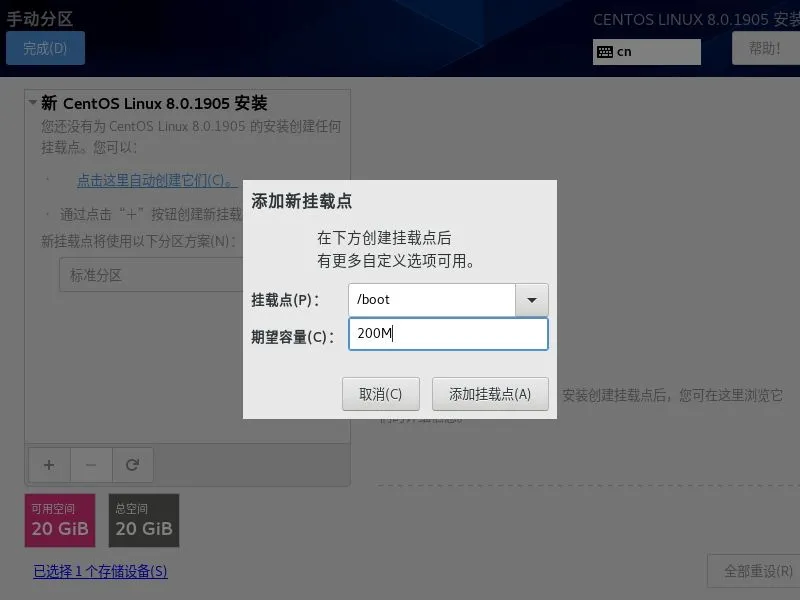 手动分区
CENTOS LINUX 8.0.1905 安装
完成(D)
cn
帮助!
新 CentOS Linux 8.0.1905 安装
您还没有为 CentOS Linux 8.0.1905 的安装创建任何
挂载点。您可以：
点击这里自动创建它们(C)。
通过点击“+”按钮创建新挂载
新挂载点将使用以下分区方案(N)：
标准分区
添加新挂载点
在下方创建挂载点后
有更多自定义选项可用。
挂载点(P)：
/boot
期望容量(C)：
200M
取消(C)
添加挂载点(A)
安装创建挂载点后，您可在这里浏览它
们的详细信息。
可用空间
20 GiB
总空间
20 GiB
已选择 1 个存储设备(S)
全部重设(R)